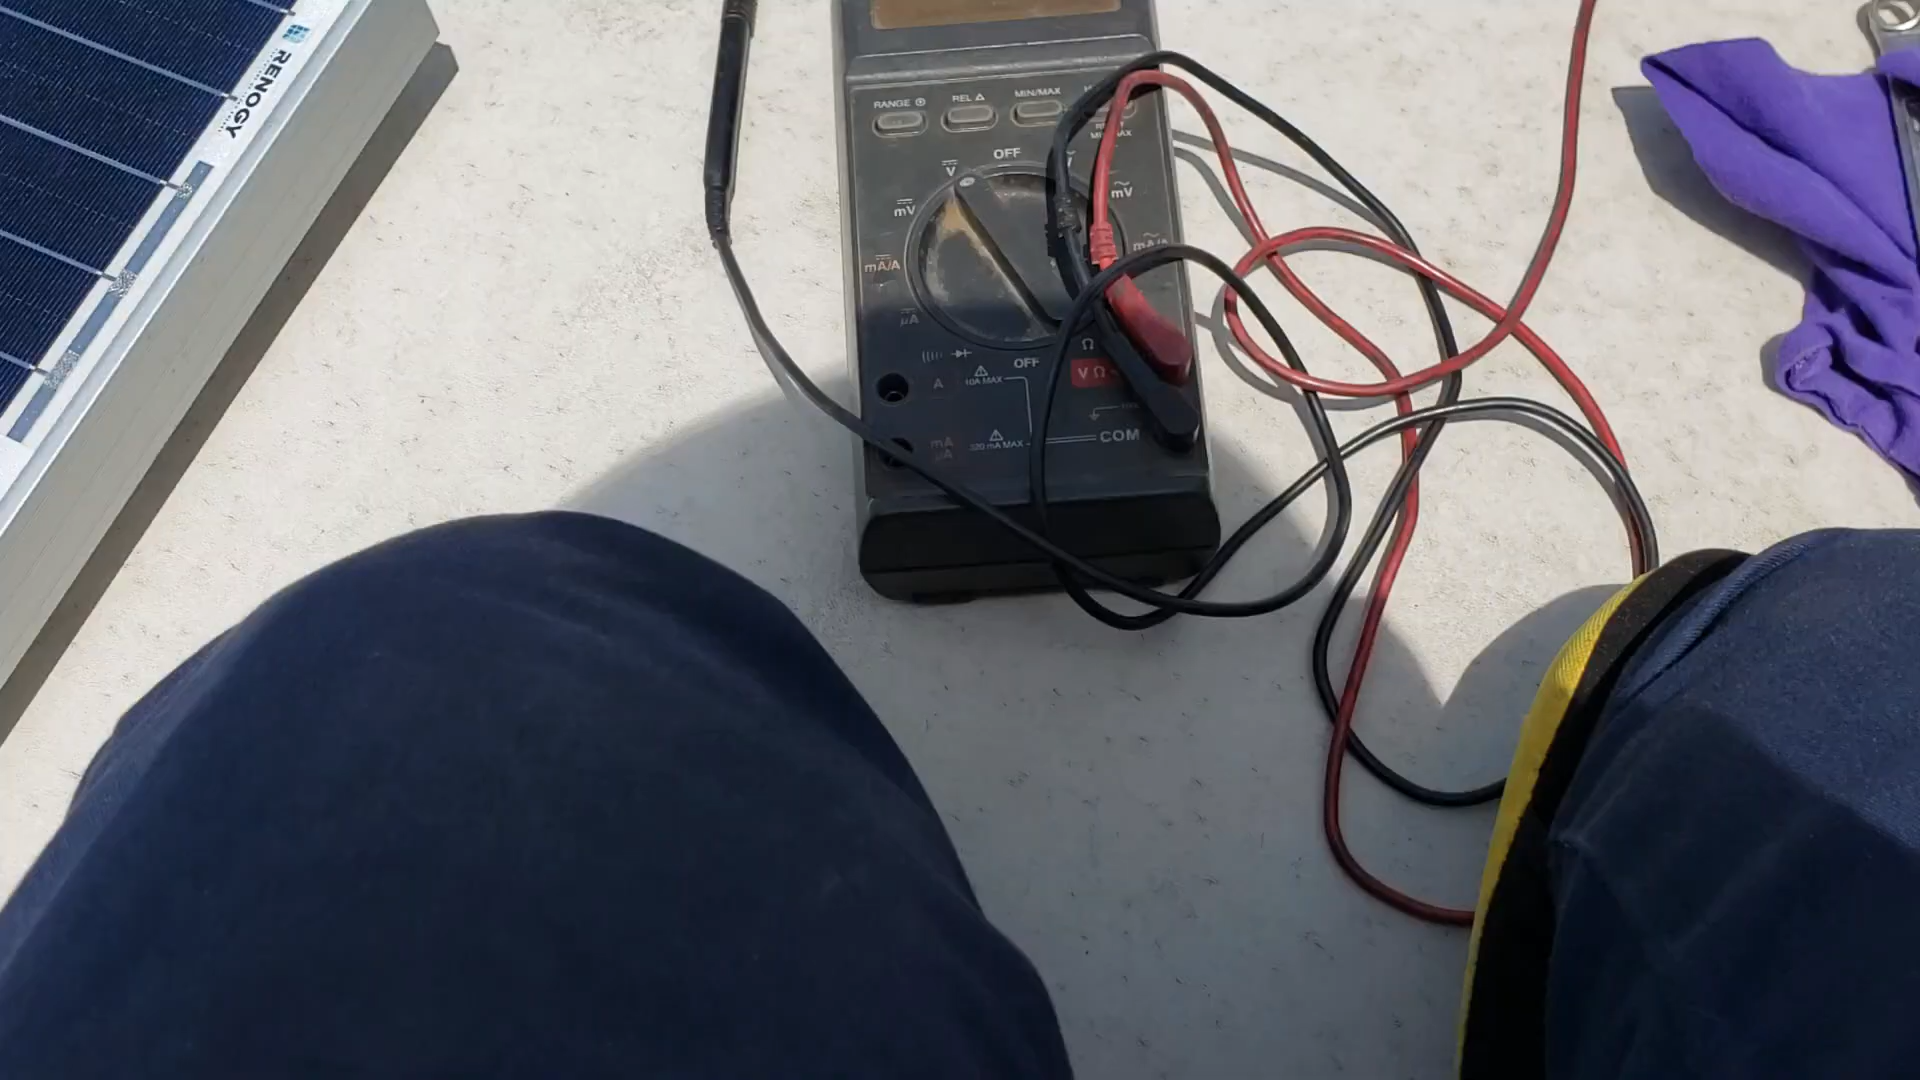 RENOGY
RANGE
REL △
MIN/MAX
OFF
V
mV
mV
mA/A
mA/A
µA
OFF
Ω
A
10A MAX
V Ω
mA
µA
320 mA MAX
COM